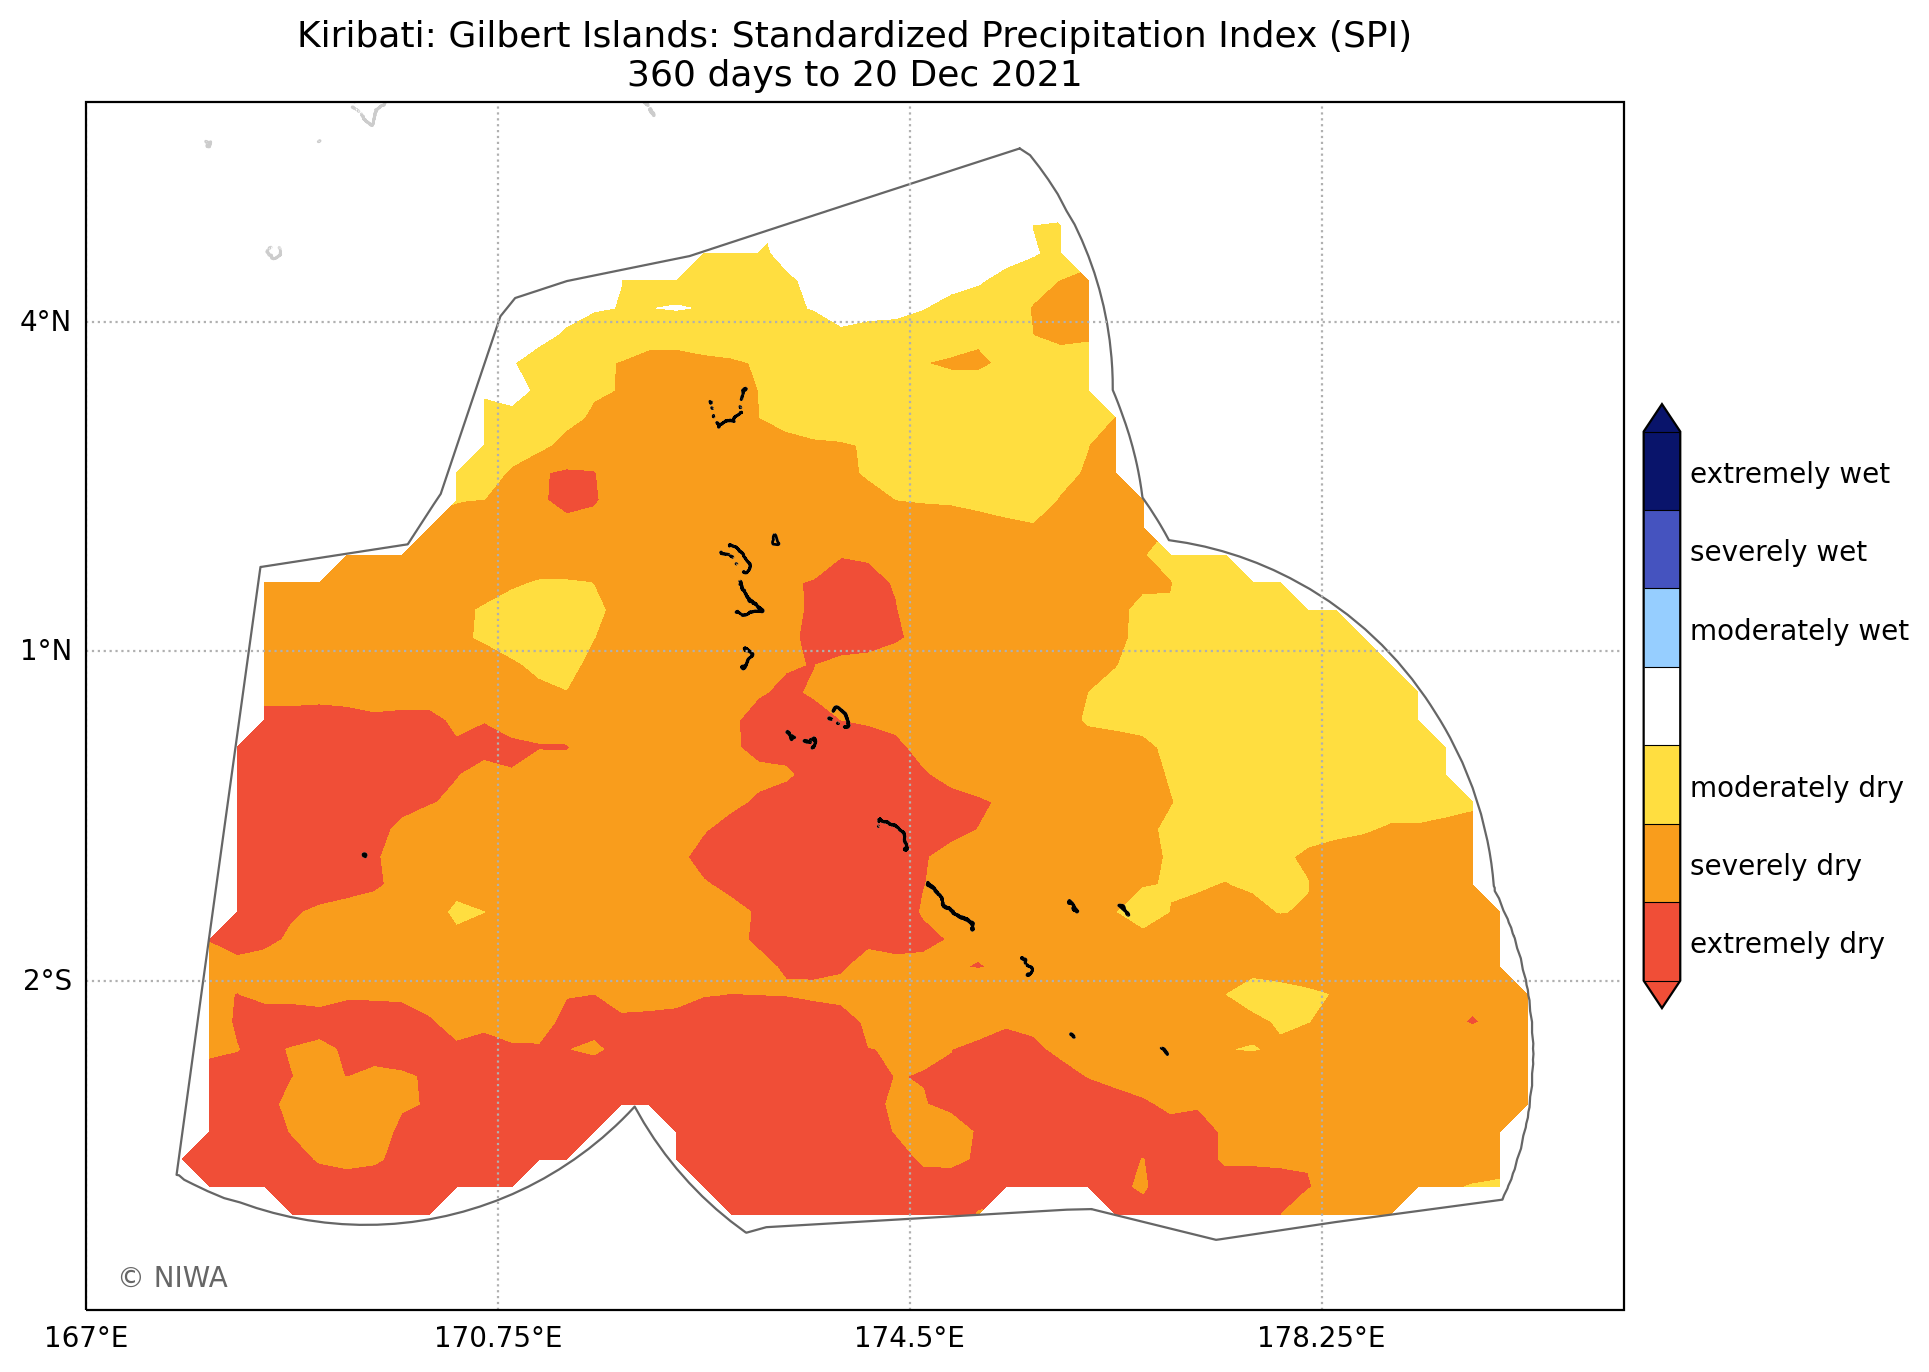 Kiribati: Gilbert Islands: Standardized Precipitation Index (SPI)
360 days to 20 Dec 2021
4°N
1°N
2°S
167°E
170.75°E
174.5°E
178.25°E
extremely wet
severely wet
moderately wet
moderately dry
severely dry
extremely dry
© NIWA